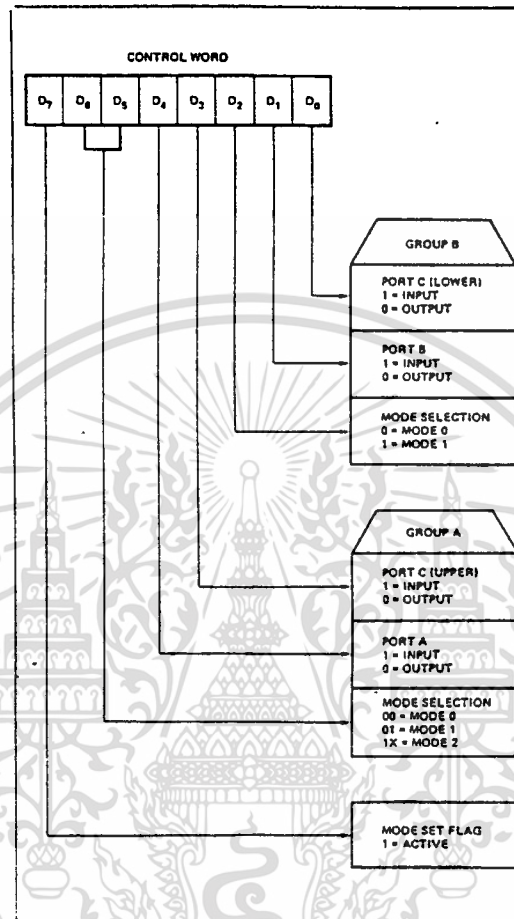 CONTROL WORD
D7 D6 D5 D4 D3 D2 D1 D0
GROUP B
PORT C (LOWER)
1 = INPUT
0 = OUTPUT
PORT B
1 = INPUT
0 = OUTPUT
MODE SELECTION
0 = MODE 0
1 = MODE 1
GROUP A
PORT C (UPPER)
1 = INPUT
0 = OUTPUT
PORT A
1 = INPUT
0 = OUTPUT
MODE SELECTION
00 = MODE 0
01 = MODE 1
1X = MODE 2
MODE SET FLAG
1 = ACTIVE